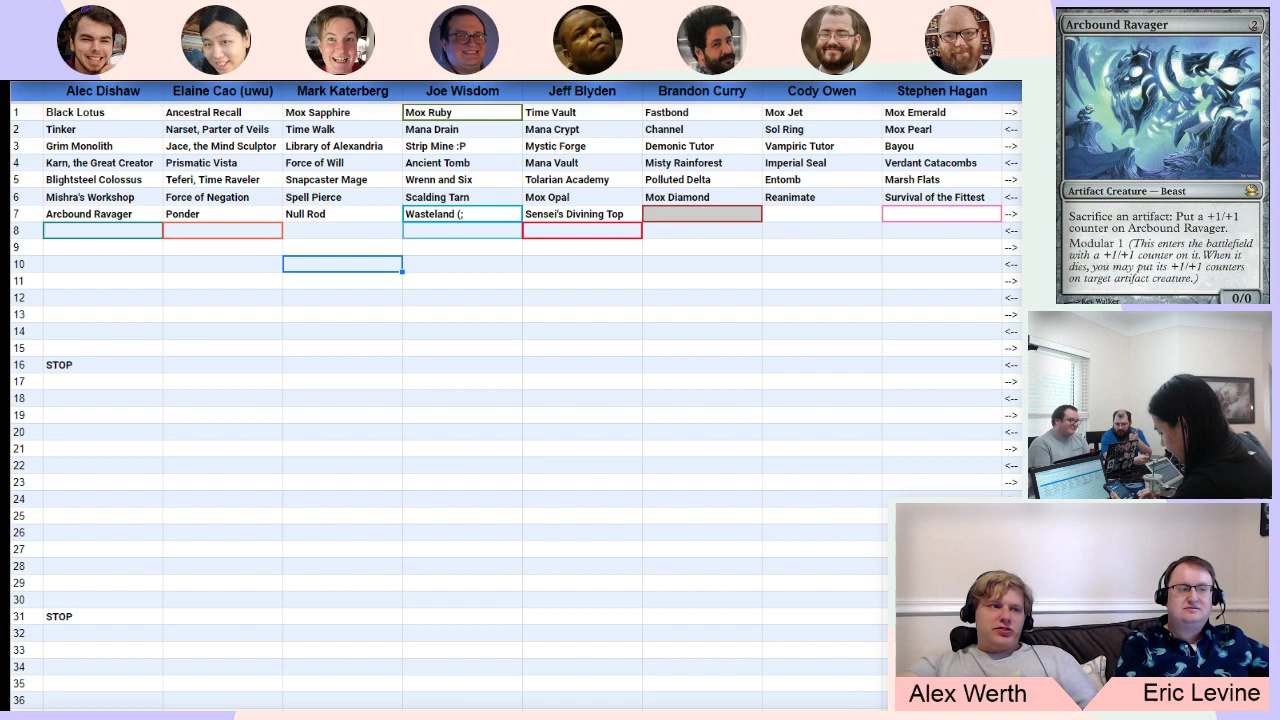 Alec Dishaw Elaine Cao (uwu) Mark Katerberg Joe Wisdom Jeff Blyden Brandon Curry Cody Owen Stephen Hagan
1 Black Lotus Ancestral Recall Mox Sapphire Mox Ruby Time Vault Fastbond Mox Jet Mox Emerald -->
2 Tinker Narset, Parter of Veils Time Walk Mana Drain Mana Crypt Channel Sol Ring Mox Pearl <--
3 Grim Monolith Jace, the Mind Sculptor Library of Alexandria Strip Mine :P Mystic Forge Demonic Tutor Vampiric Tutor Bayou -->
4 Karn, the Great Creator Prismatic Vista Force of Will Ancient Tomb Mana Vault Misty Rainforest Imperial Seal Verdant Catacombs <--
5 Blightsteel Colossus Teferi, Time Raveler Snapcaster Mage Wrenn and Six Tolarian Academy Polluted Delta Entomb Marsh Flats -->
6 Mishra's Workshop Force of Negation Spell Pierce Scalding Tarn Mox Opal Mox Diamond Reanimate Survival of the Fittest <--
7 Arcbound Ravager Ponder Null Rod Wasteland (; Sensei's Divining Top -->
8 <--
9 -->
10 <--
11 -->
12 <--
13 -->
14 <--
15 -->
16 STOP <--
17 -->
18 <--
19 -->
20 <--
21 -->
22 <--
23 -->
24
25
26
27
28
29
30
31 STOP
32
33
34
35
36
Arcbound Ravager 2
Artifact Creature — Beast
Sacrifice an artifact: Put a +1/+1
counter on Arcbound Ravager.
Modular 1 (This enters the battlefield
with a +1/+1 counter on it. When it
dies, you may put its +1/+1 counters
on target artifact creature.)
0/0
Kev Walker
Alex Werth
Eric Levine